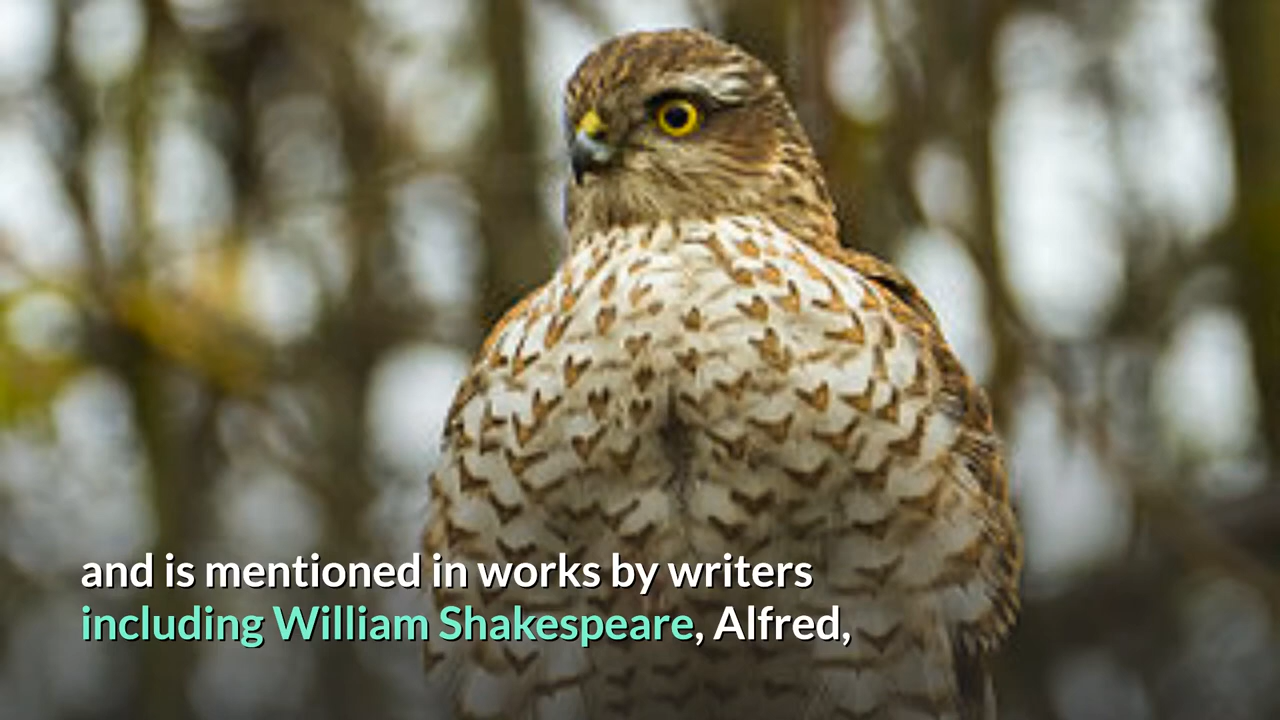 and is mentioned in works by writers
including William Shakespeare, Alfred,